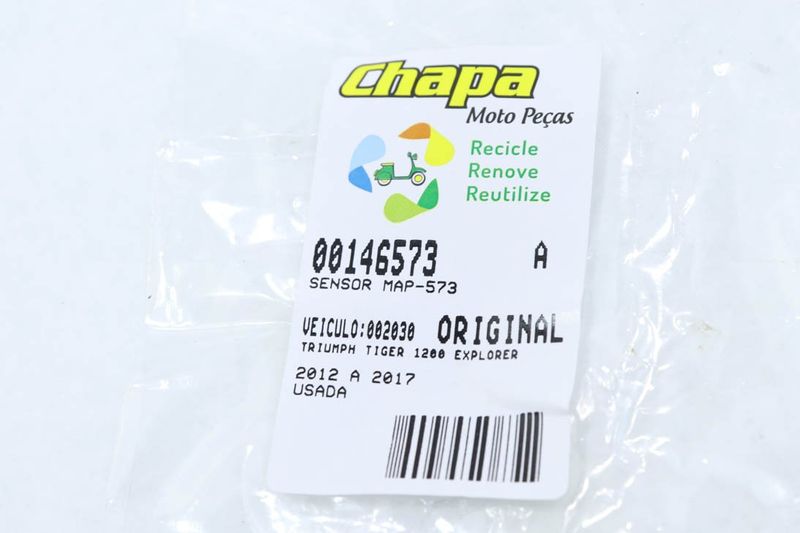 Chapa
Moto Peças
Recicle
Renove
Reutilize
00146573 A
SENSOR MAP-573
VEICULO:002030 ORIGINAL
TRIUMPH TIGER 1200 EXPLORER
2012 A 2017
USADA